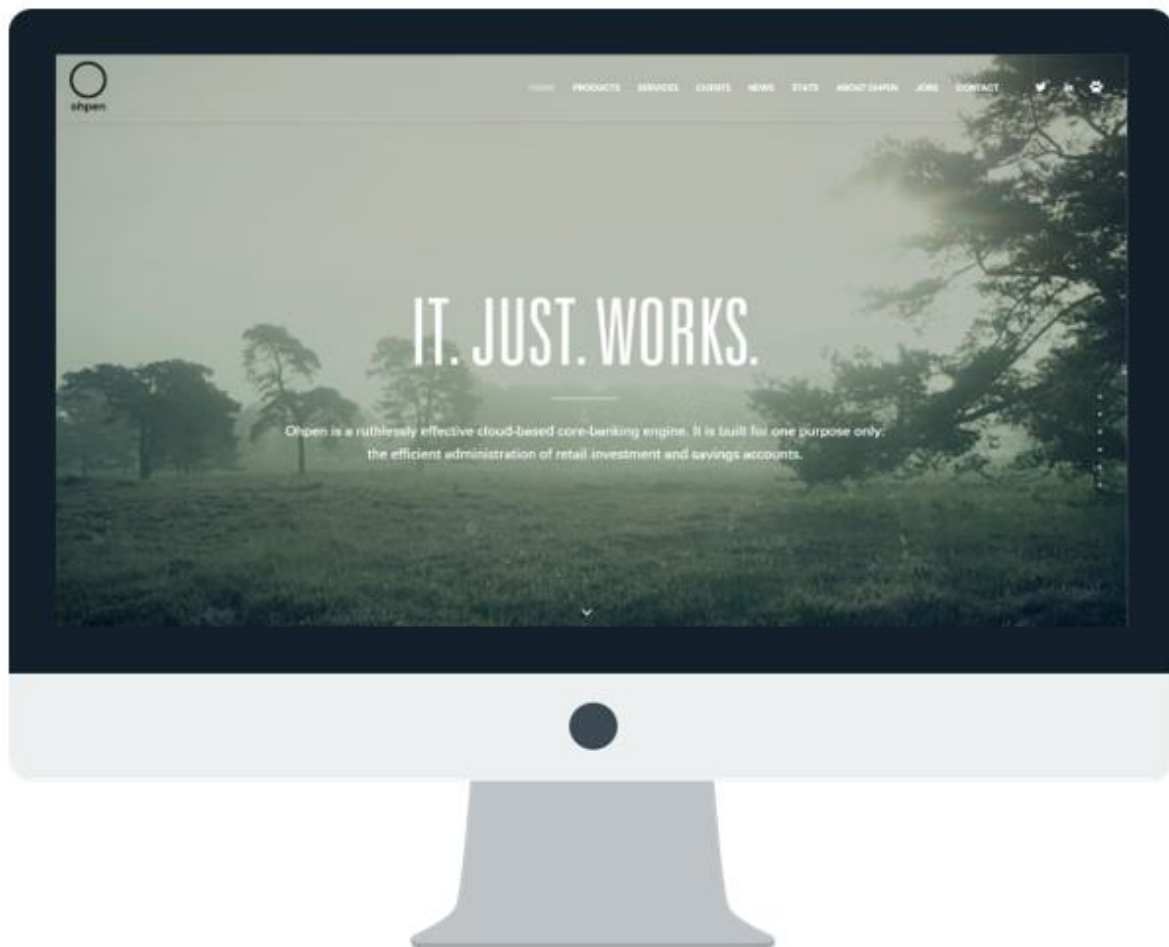 ohpen
HOME PRODUCTS SERVICES CLIENTS NEWS STATS ABOUT OHPEN JOBS CONTACT
IT. JUST. WORKS.
Ohpen is a ruthlessly effective cloud-based core-banking engine. It is built for one purpose only:
the efficient administration of retail investment and savings accounts.